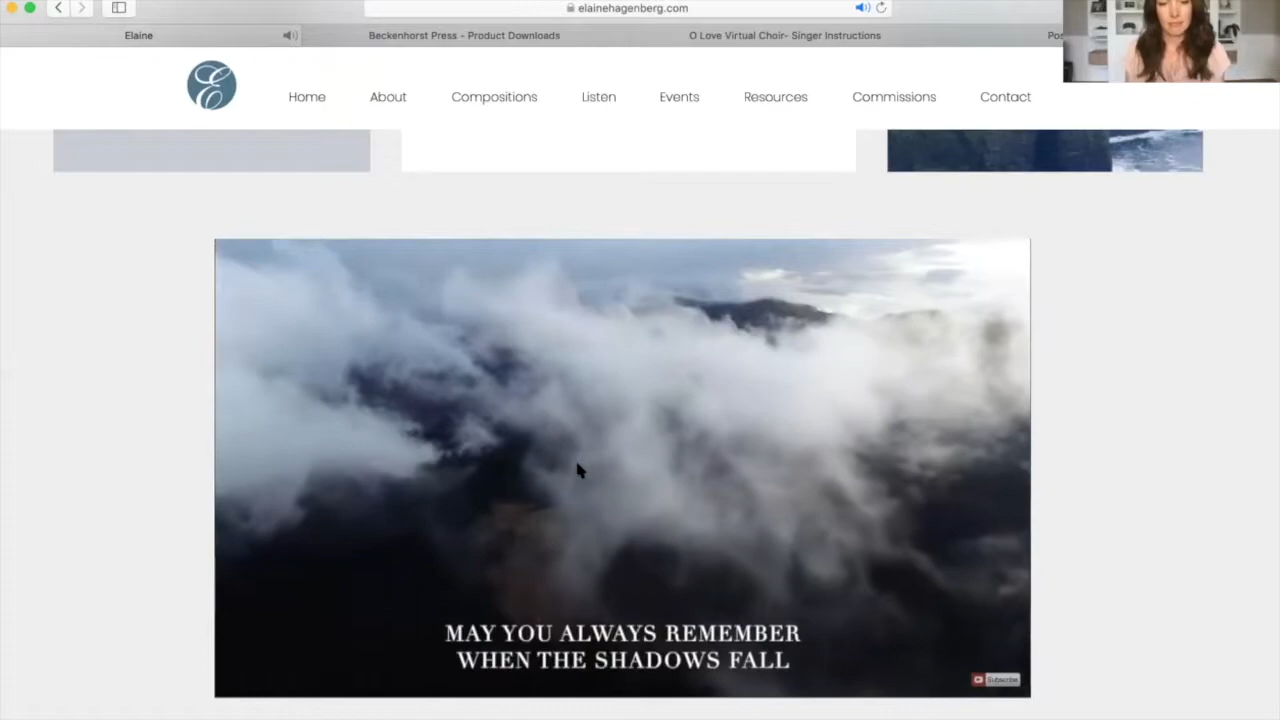 elainehagenberg.com
Elaine
Beckenhorst Press - Product Downloads
O Love Virtual Choir- Singer Instructions
Home
About
Compositions
Listen
Events
Resources
Commissions
Contact
MAY YOU ALWAYS REMEMBER
WHEN THE SHADOWS FALL
Subscribe